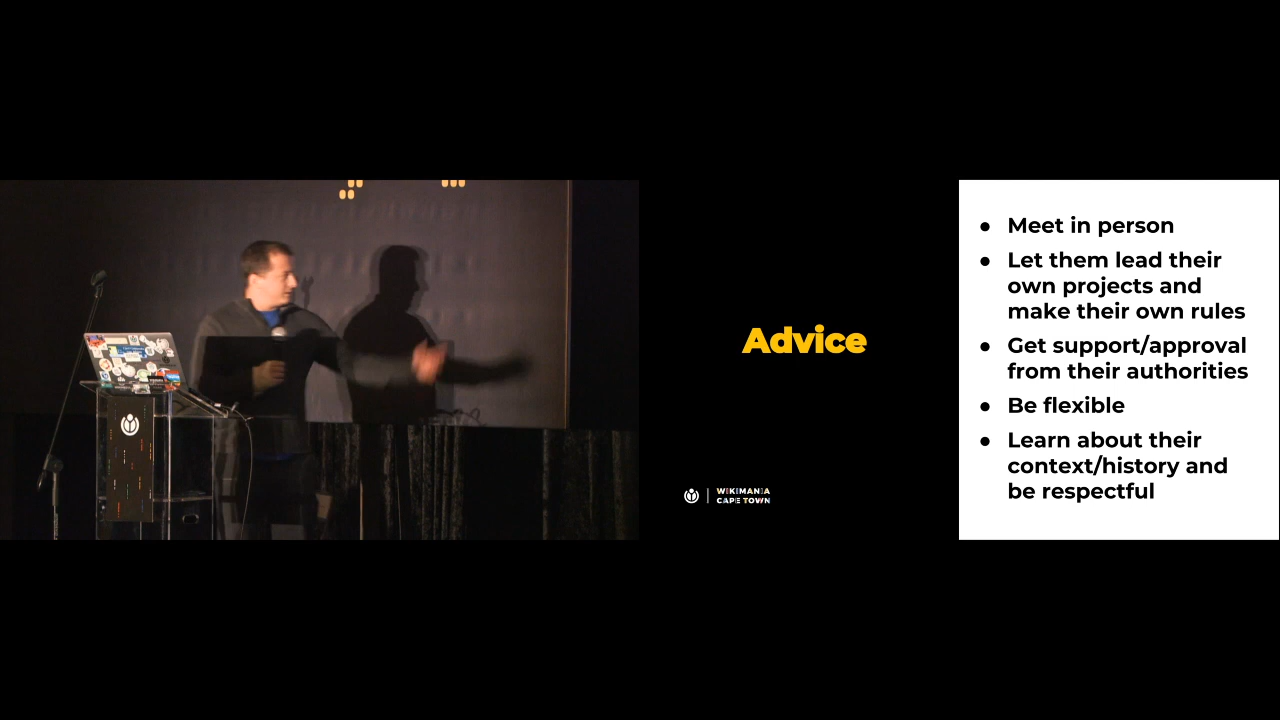 Advice
WIKIMANIA
CAPE TOWN
● Meet in person
● Let them lead their
own projects and
make their own rules
● Get support/approval
from their authorities
● Be flexible
● Learn about their
context/history and
be respectful